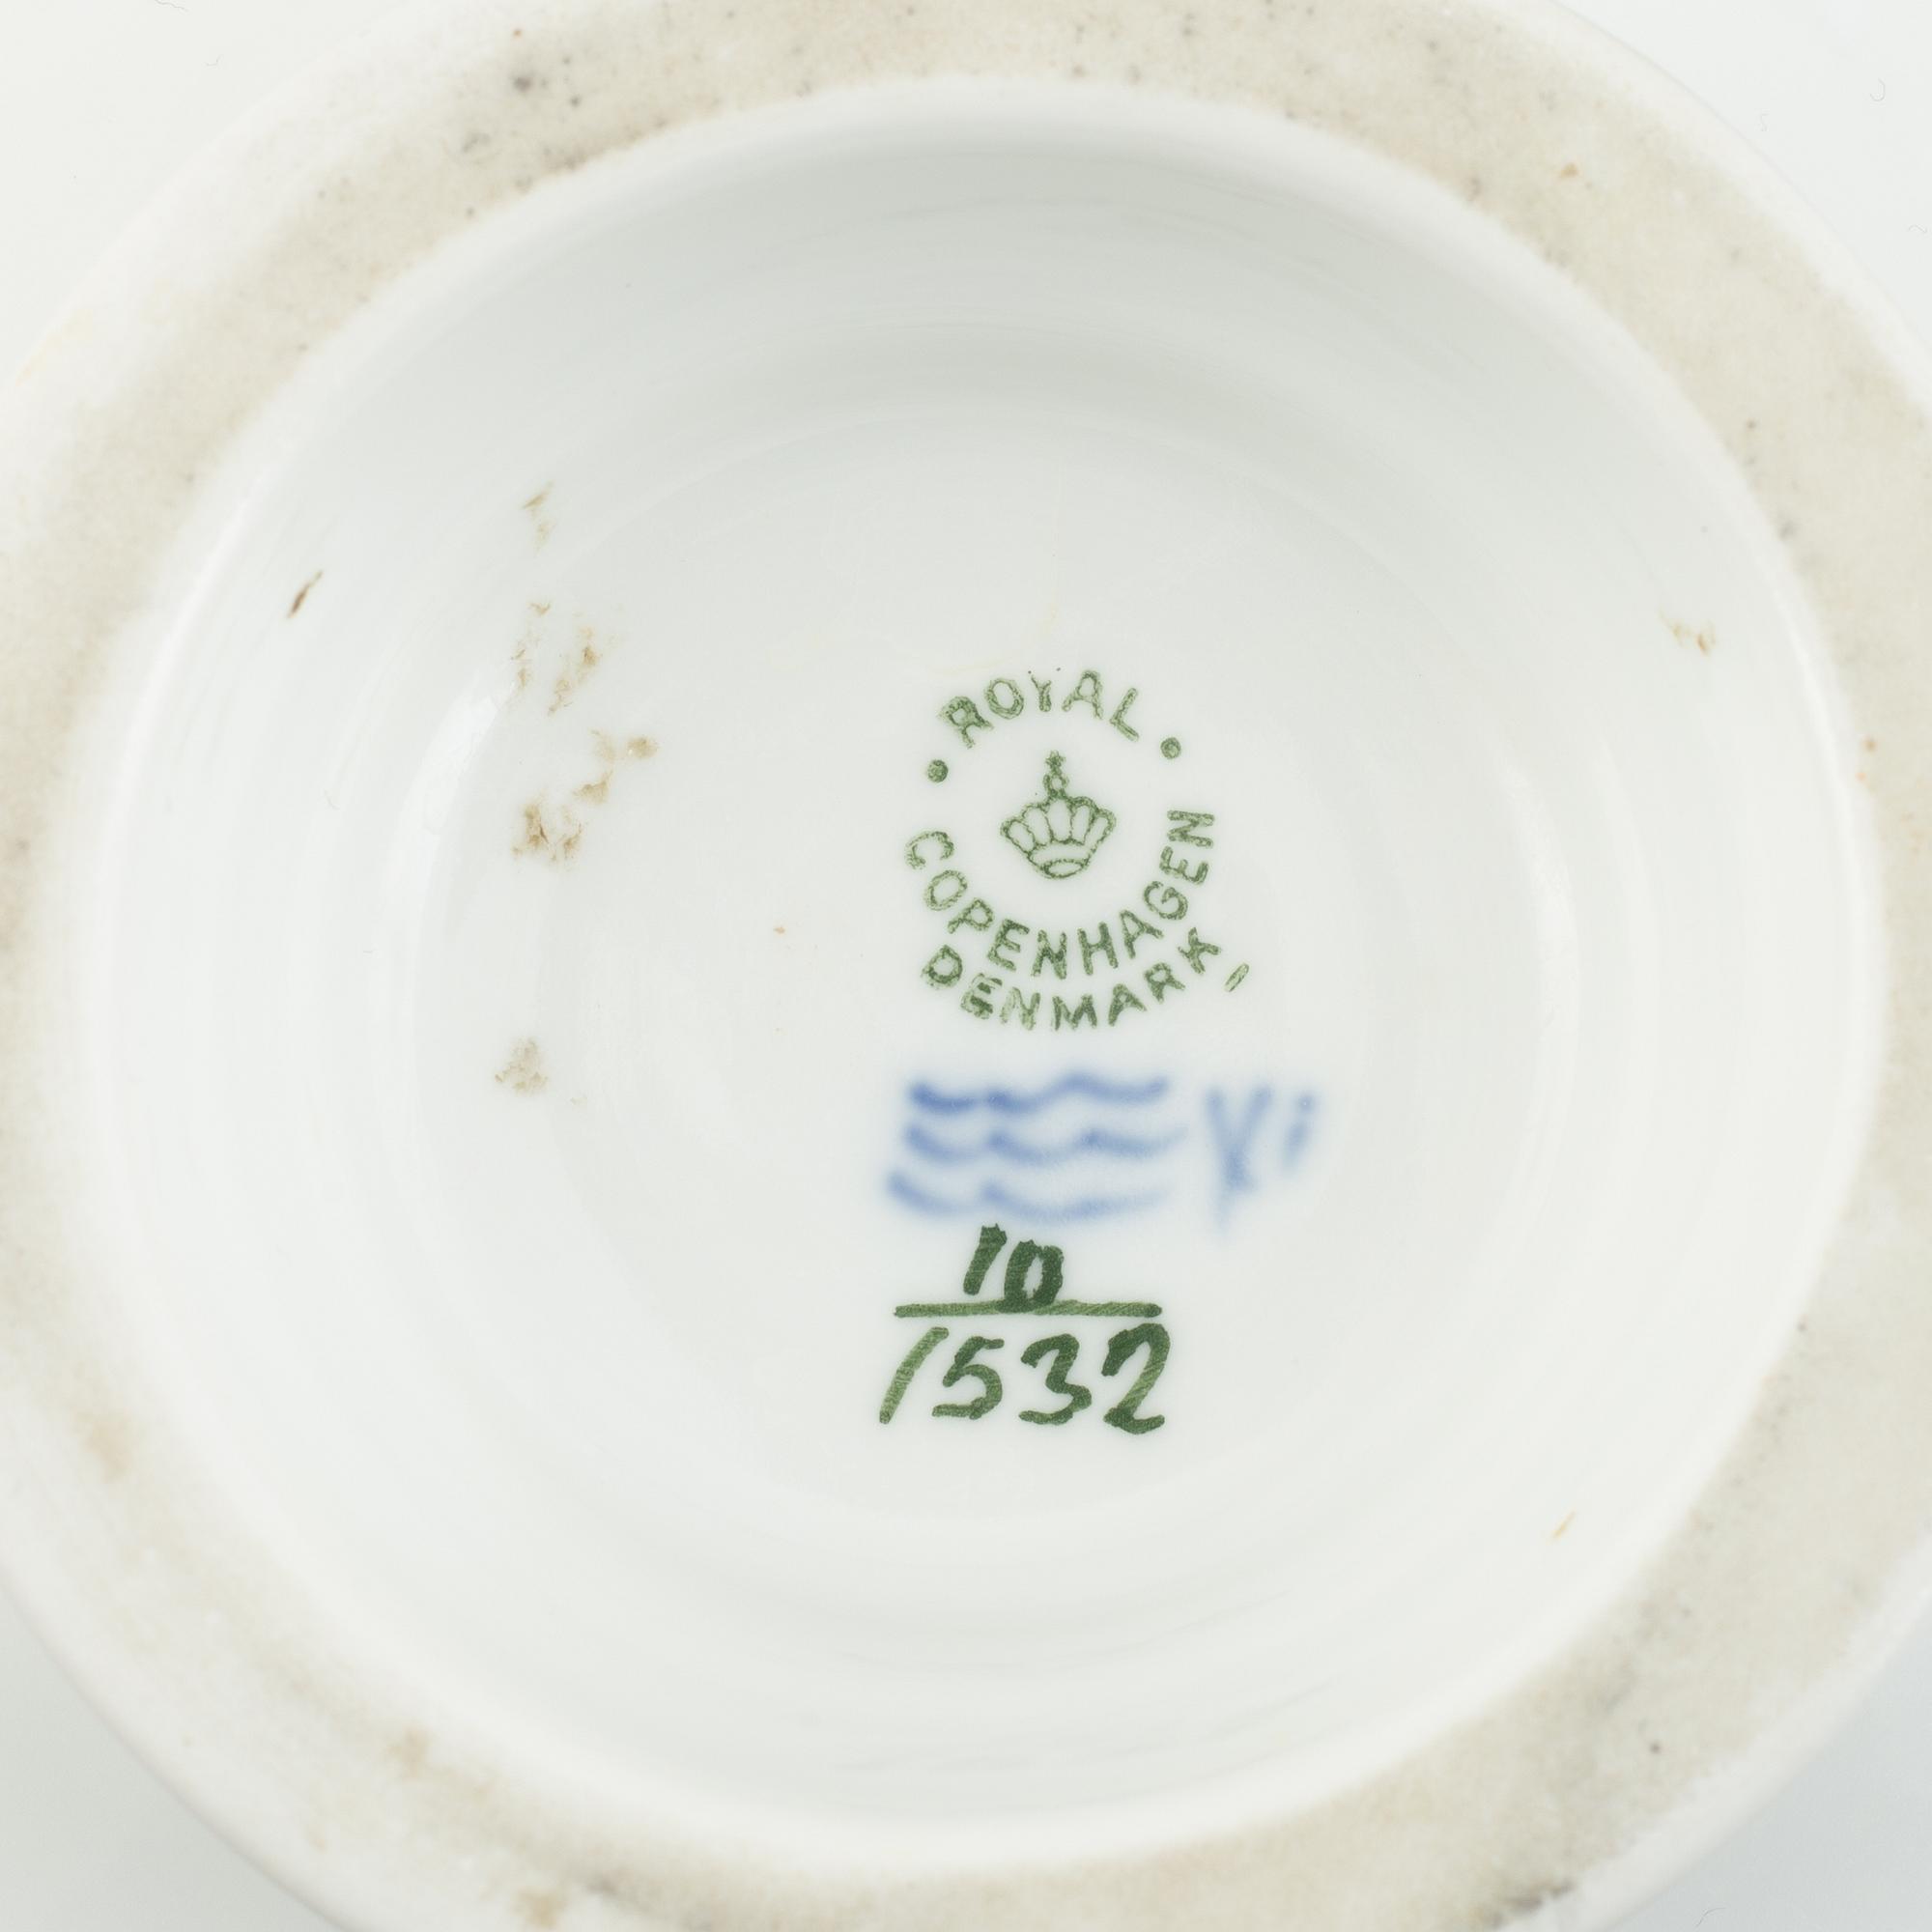 • ROYAL •
COPENHAGEN
DENMARK
10
1532